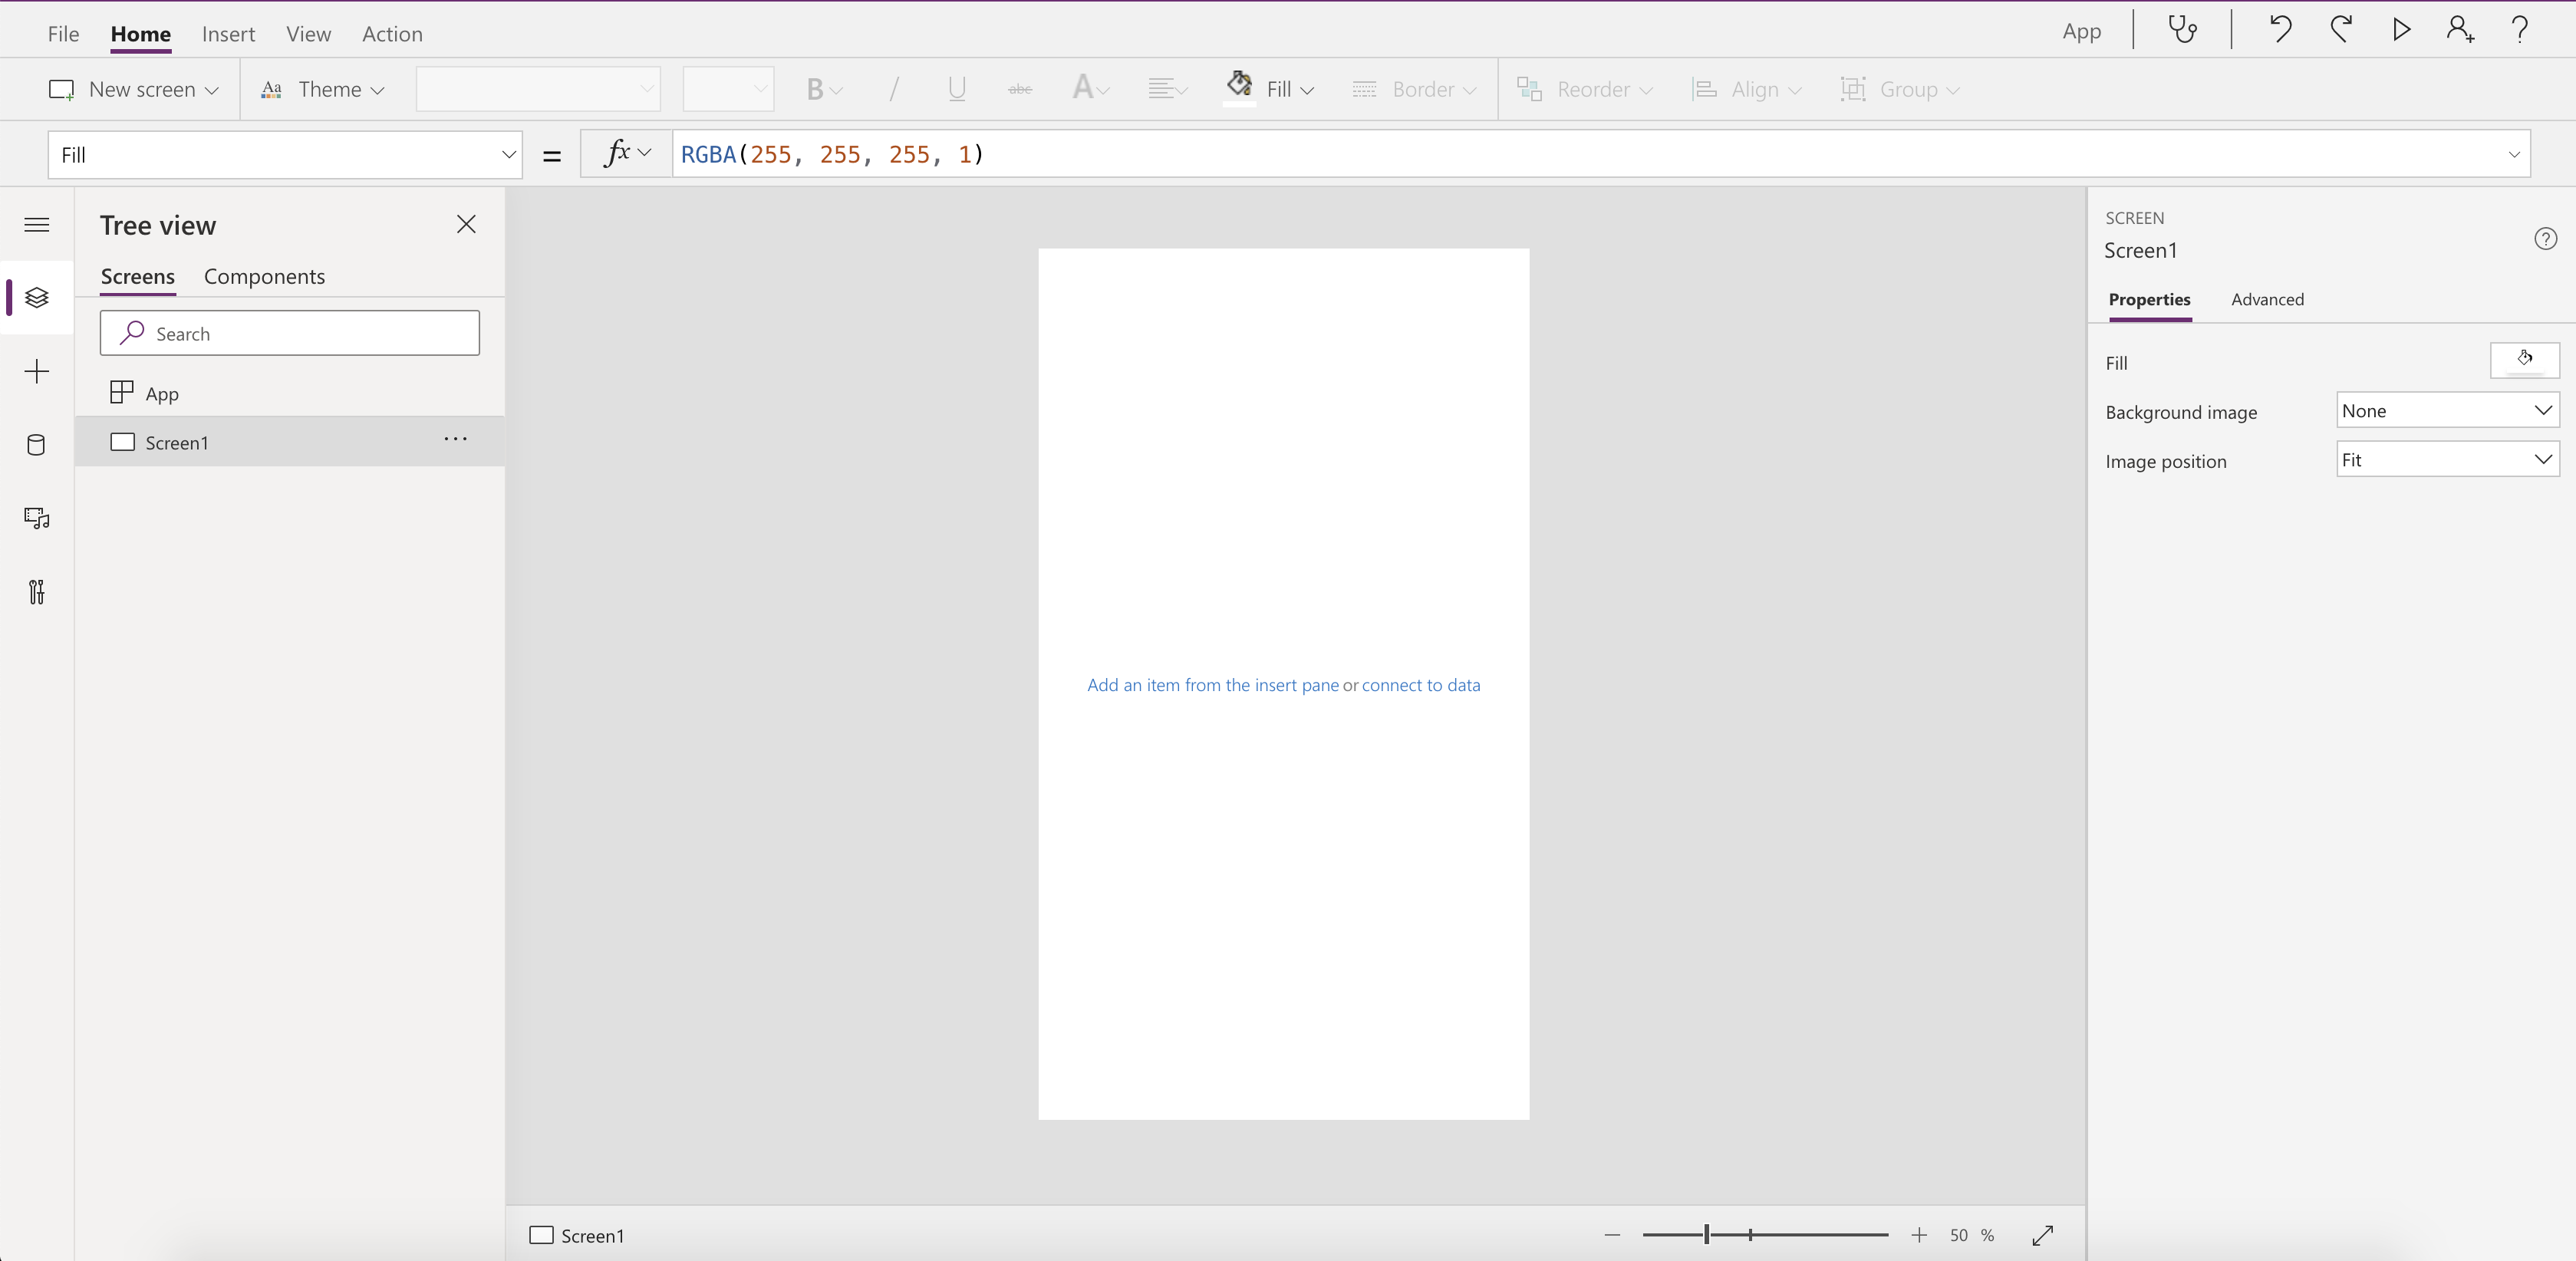 File Home Insert View Action App
New screen Aa Theme B / U abc A Fill Border Reorder Align Group
Fill = fx RGBA(255, 255, 255, 1)
Tree view
Screens Components
Search
App
Screen1 ...
Add an item from the insert pane or connect to data
Screen1 50 %
SCREEN
Screen1
Properties Advanced
Fill
Background image None
Image position Fit